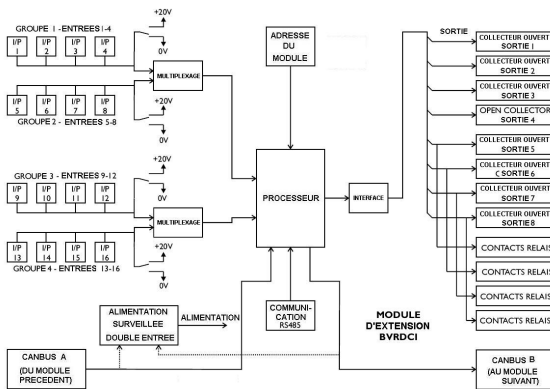 GROUPE 1 - ENTREES1-4
I/P 1
I/P 2
I/P 3
I/P 4
+20V
0V
MULTIPLEXAGE
I/P 5
I/P 6
I/P 7
I/P 8
GROUPE 2 - ENTREES 5-8
+20V
0V
GROUPE 3 - ENTREES 9-12
I/P 9
I/P 10
I/P 11
I/P 12
+20V
0V
MULTIPLEXAGE
I/P 13
I/P 14
I/P 15
I/P 16
GROUPE 4 - ENTREES 13-16
+20V
0V
ADRESSE
DU
MODULE
PROCESSEUR
INTERFACE
COMMUNI-
CATION
RS485
ALIMENTATION
SURVEILLEE
DOUBLE ENTREE
ALIMENTATION
CANBUS A
(DU MODULE
PRECEDENT)
MODULE
D'EXTENSION
BVRDCI
SORTIE
COLLECTEUR OUVERT
SORTIE 1
COLLECTEUR OUVERT
SORTIE 2
COLLECTEUR OUVERT
SORTIE 3
OPEN COLLECTOR
SORTIE 4
COLLECTEUR OUVERT
SORTIE 5
COLLECTEUR OUVERT
C SORTIE 6
COLLECTEUR OUVERT
SORTIE 7
COLLECTEUR OUVERT
SORTIE 8
CONTACTS RELAIS
CONTACTS RELAIS
CONTACTS RELAIS
CONTACTS RELAIS
CANBUS B
(AU MODULE
SUIVANT)